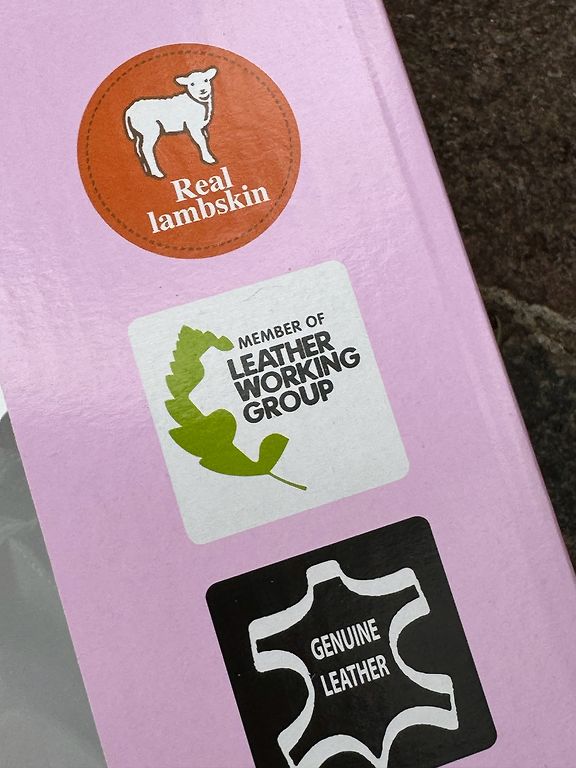 Real
lambskin
MEMBER OF
LEATHER
WORKING
GROUP
GENUINE
LEATHER